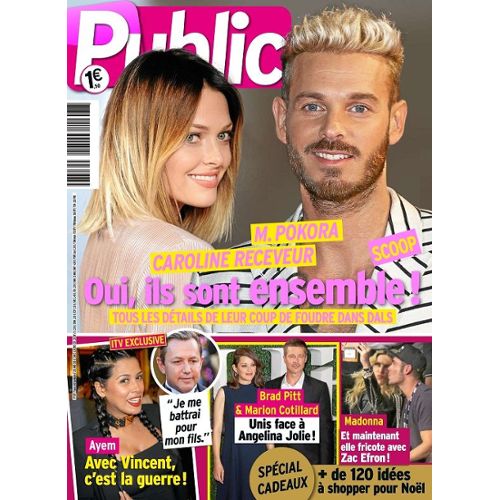 Public
1€,50
M. POKORA
CAROLINE RECEVEUR
SCOOP
Oui, ils sont ensemble !
TOUS LES DÉTAILS DE LEUR COUP DE FOUDRE DANS DALS
ITV EXCLUSIVE
"Je me
battrai
pour
mon fils."
Ayem
Avec Vincent,
c'est la guerre !
Brad Pitt
& Marion Cotillard
Unis face à
Angelina Jolie !
Madonna
Et maintenant
elle fricote avec
Zac Efron !
SPÉCIAL
CADEAUX
+ de 120 idées
à shopper pour Noël